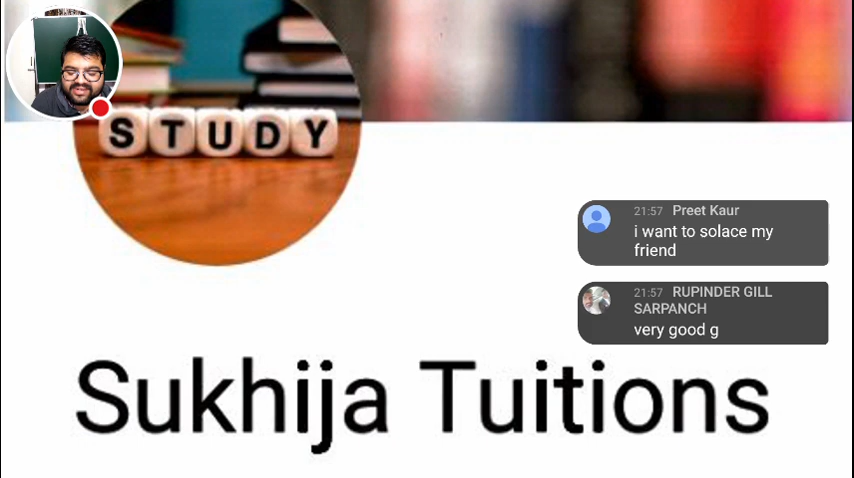 STUDY
21:57 Preet Kaur
i want to solace my
friend
21:57 RUPINDER GILL
SARPANCH
very good g
Sukhija Tuitions